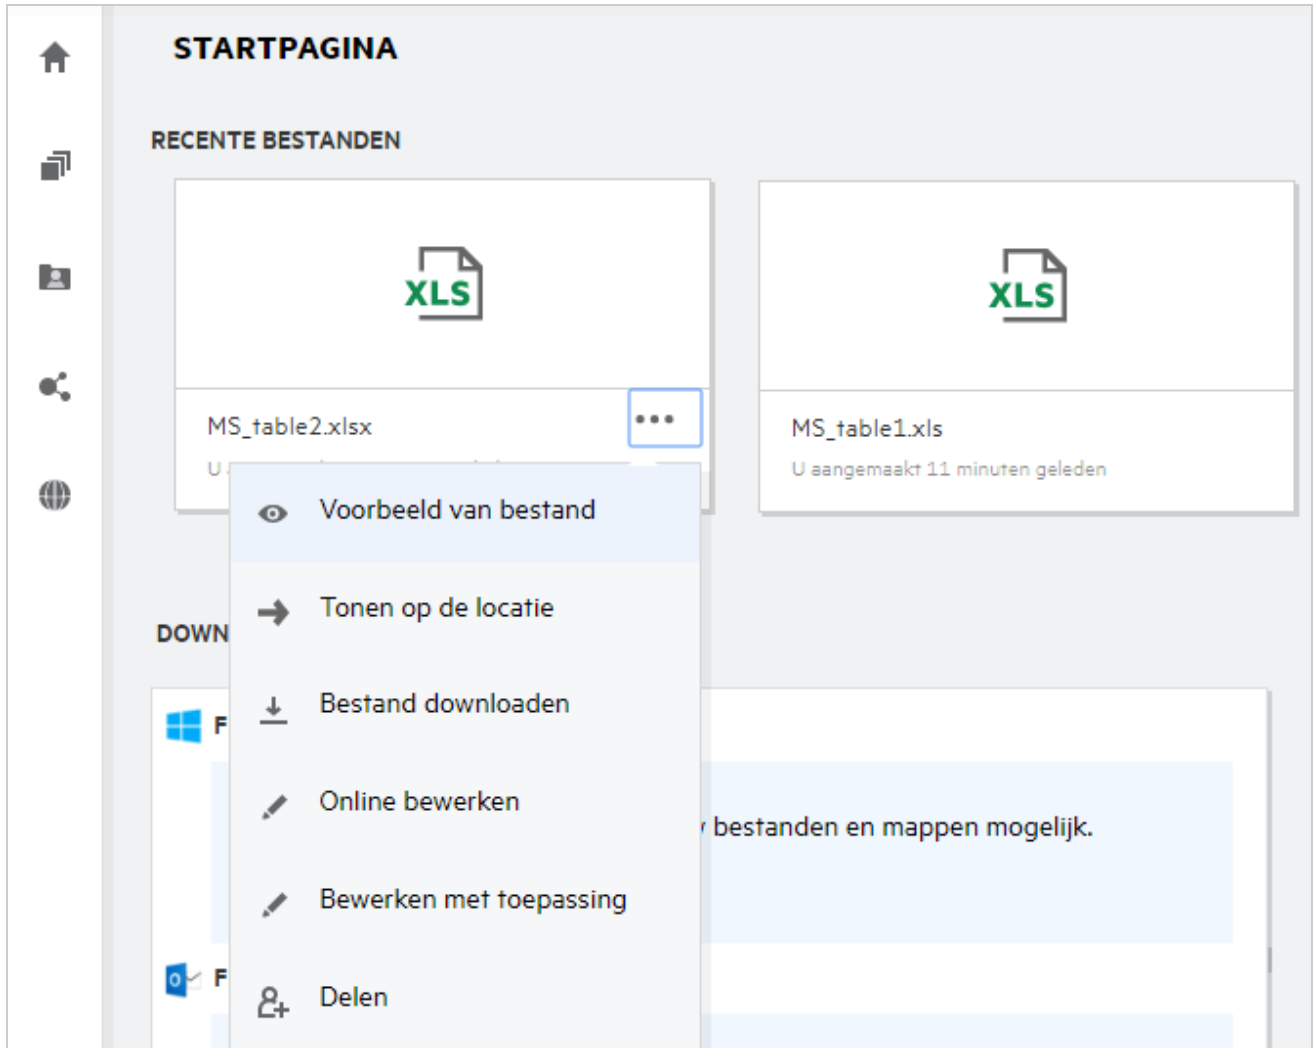 STARTPAGINA
RECENTE BESTANDEN
XLS
XLS
MS_table2.xlsx
MS_table1.xls
U
U aangemaakt 11 minuten geleden
Voorbeeld van bestand
Tonen op de locatie
DOWN
Bestand downloaden
F
Online bewerken
bestanden en mappen mogelijk.
Bewerken met toepassing
F
Delen